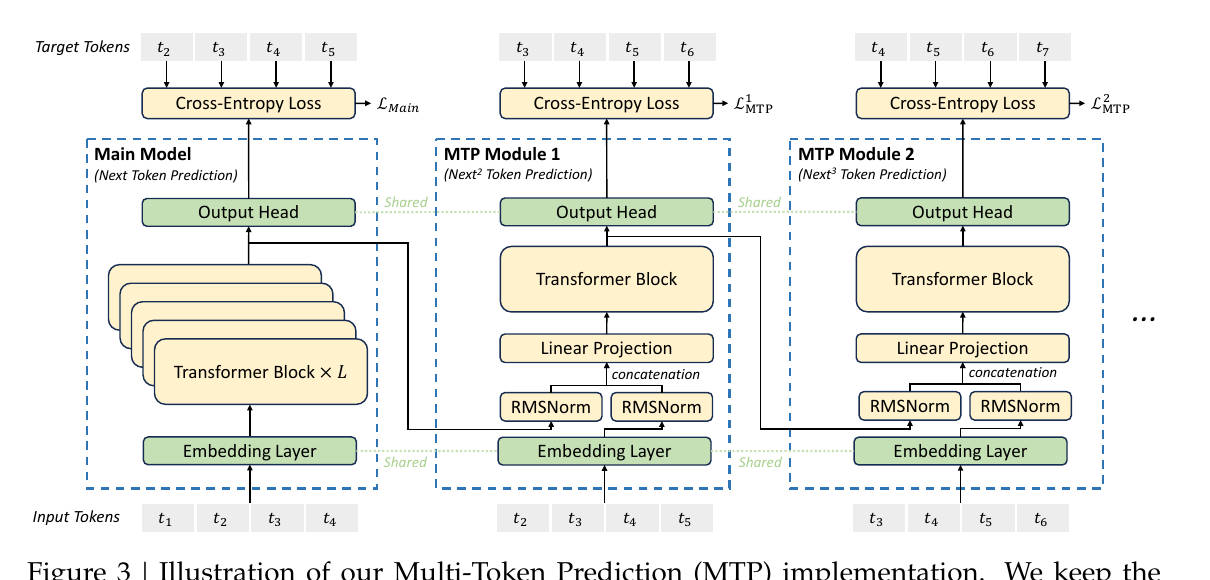 Target Tokens t₂ t₃ t₄ t₅ t₃ t₄ t₅ t₆ t₄ t₅ t₆ t₇
Cross-Entropy Loss ℒ_Main Cross-Entropy Loss ℒ¹_MTP Cross-Entropy Loss ℒ²_MTP
Main Model MTP Module 1 MTP Module 2
(Next Token Prediction) (Next² Token Prediction) (Next³ Token Prediction)
Output Head Shared Output Head Shared Output Head
Transformer Block Transformer Block
...
Linear Projection Linear Projection
Transformer Block × L concatenation concatenation
RMSNorm RMSNorm RMSNorm RMSNorm
Embedding Layer Shared Embedding Layer Shared Embedding Layer
Input Tokens t₁ t₂ t₃ t₄ t₂ t₃ t₄ t₅ t₃ t₄ t₅ t₆
Figure 3 | Illustration of our Multi-Token Prediction (MTP) implementation. We keep the